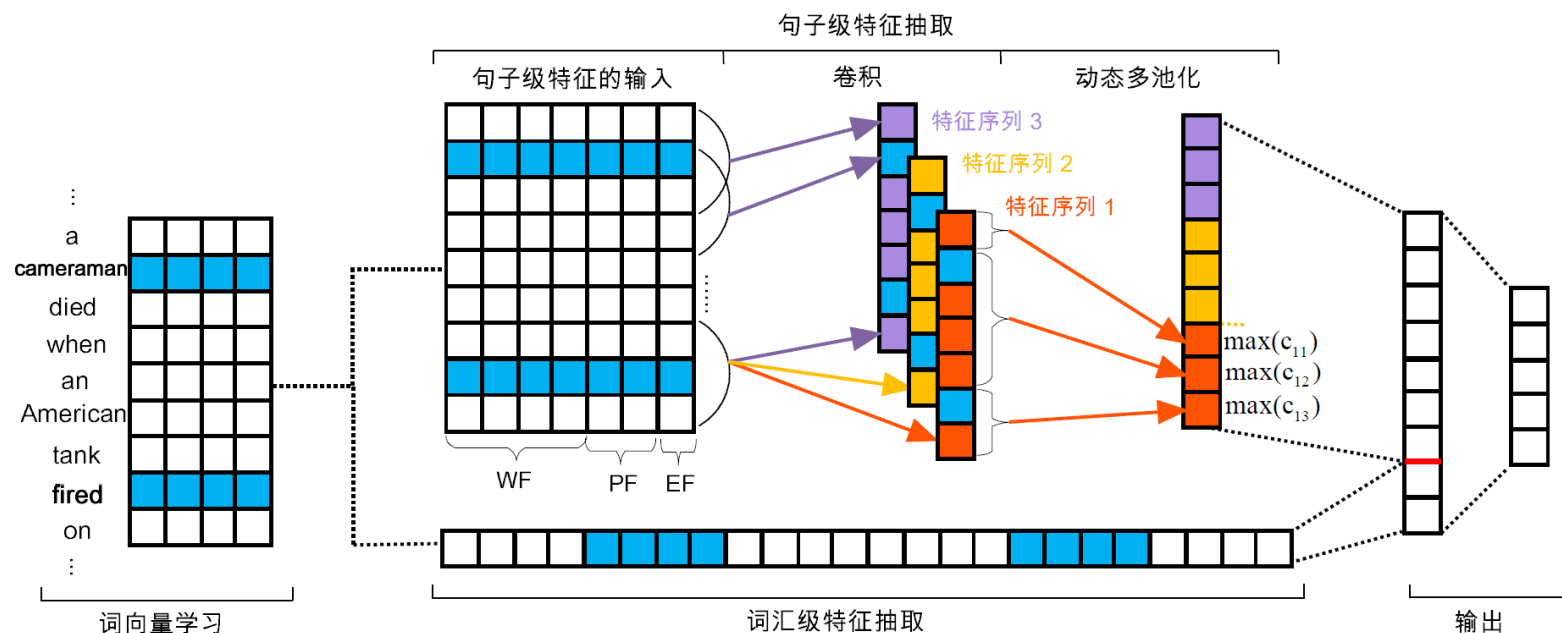 句子级特征抽取
句子级特征的输入
卷积
动态多池化
特征序列 3
特征序列 2
特征序列 1
⋮
a
cameraman
died
when
an
American
tank
fired
on
⋮
......
WF
PF
EF
....
max(c₁₁)
max(c₁₂)
max(c₁₃)
词向量学习
词汇级特征抽取
输出